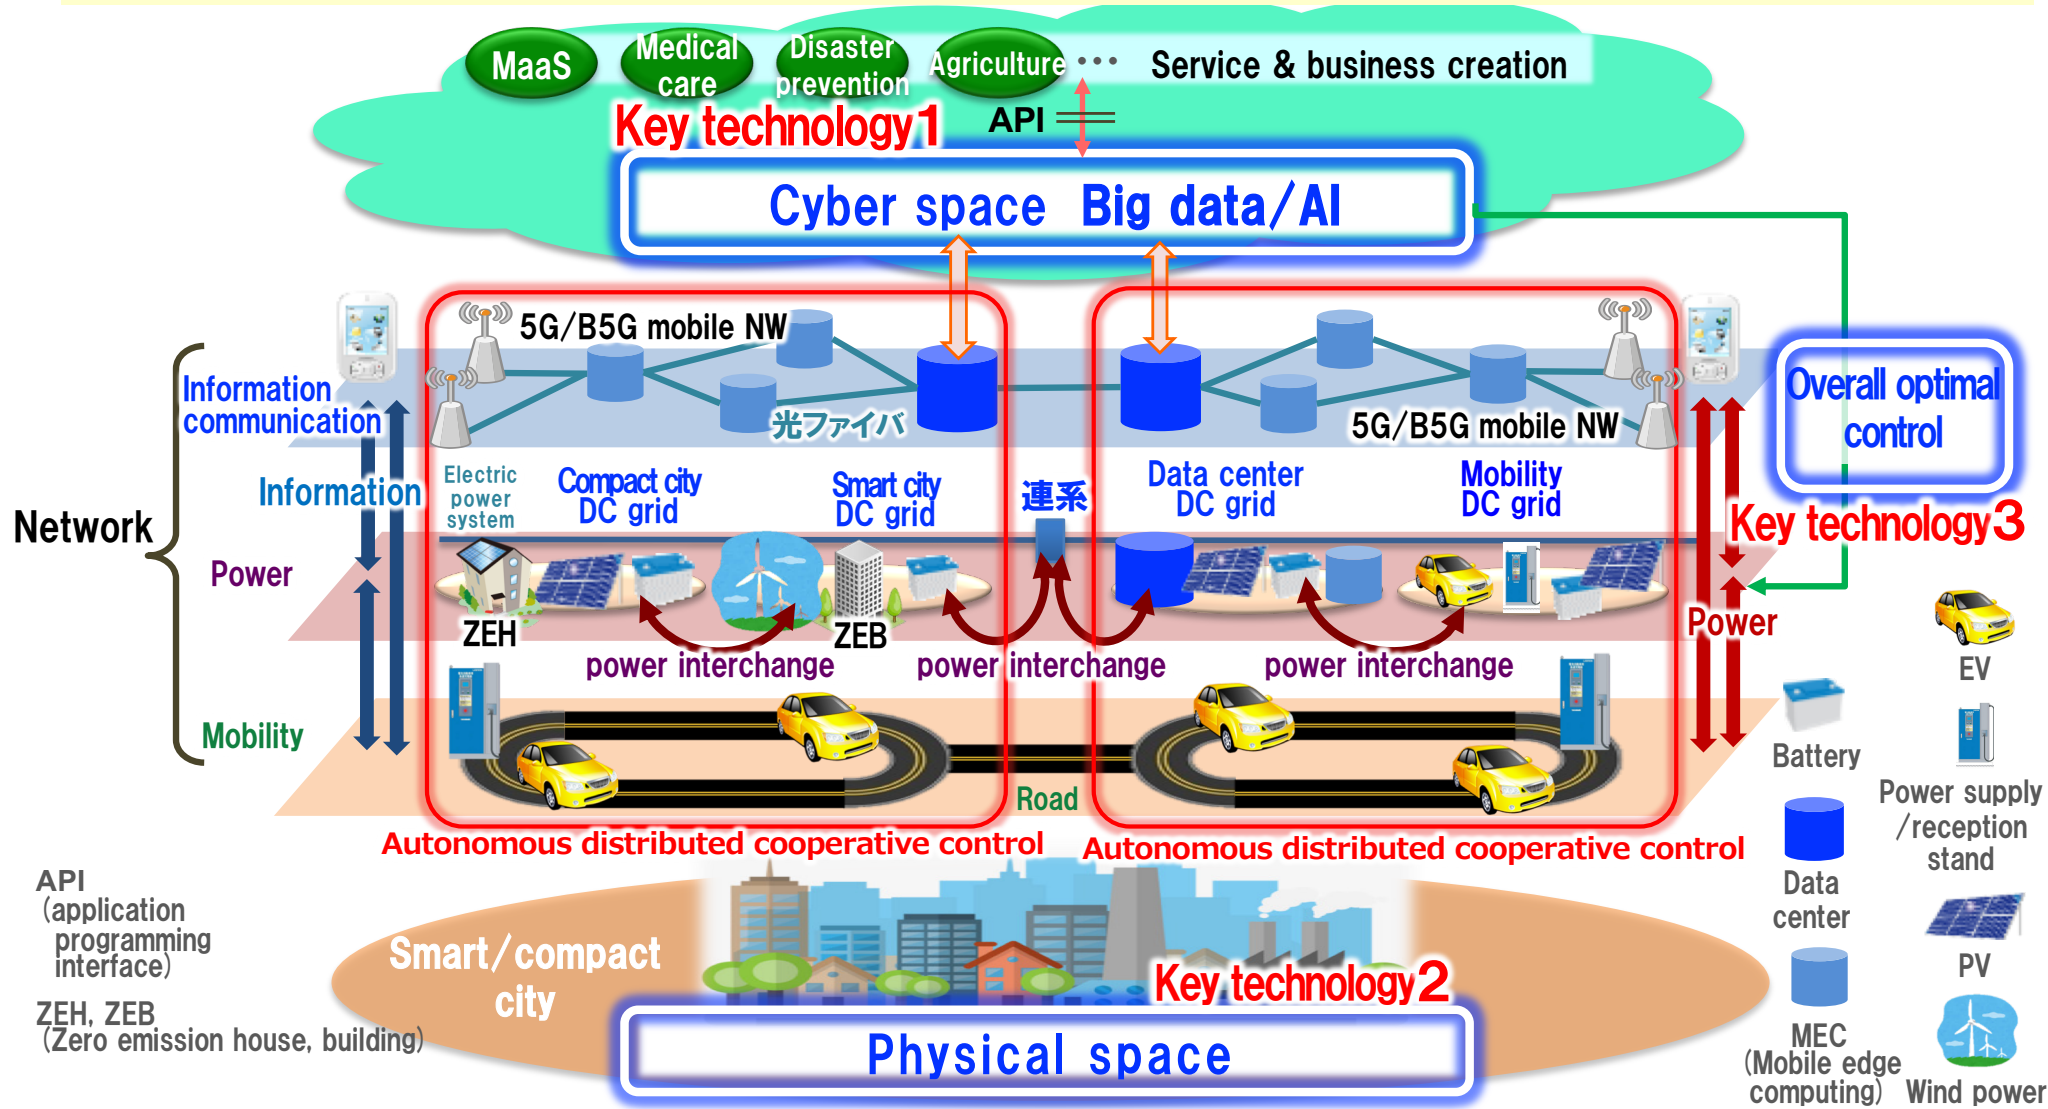 MaaS
Medical
care
Disaster
prevention
Agriculture
･･･
Service & business creation
Key technology1
API
Cyber space Big data/AI
5G/B5G mobile NW
光ファイバ
5G/B5G mobile NW
Network
Information
communication
Information
Power
Mobility
Electric
power
system
Compact city
DC grid
Smart city
DC grid
連系
Data center
DC grid
Mobility
DC grid
Overall optimal
control
Key technology3
ZEH
ZEB
power interchange
power interchange
power interchange
Power
Road
Autonomous distributed cooperative control
Autonomous distributed cooperative control
API
(application
programming
interface)
ZEH, ZEB
(Zero emission house, building)
Smart/compact
city
Key technology2
Physical space
EV
Battery
Power supply
/reception
stand
Data
center
PV
MEC
(Mobile edge
computing)
Wind power